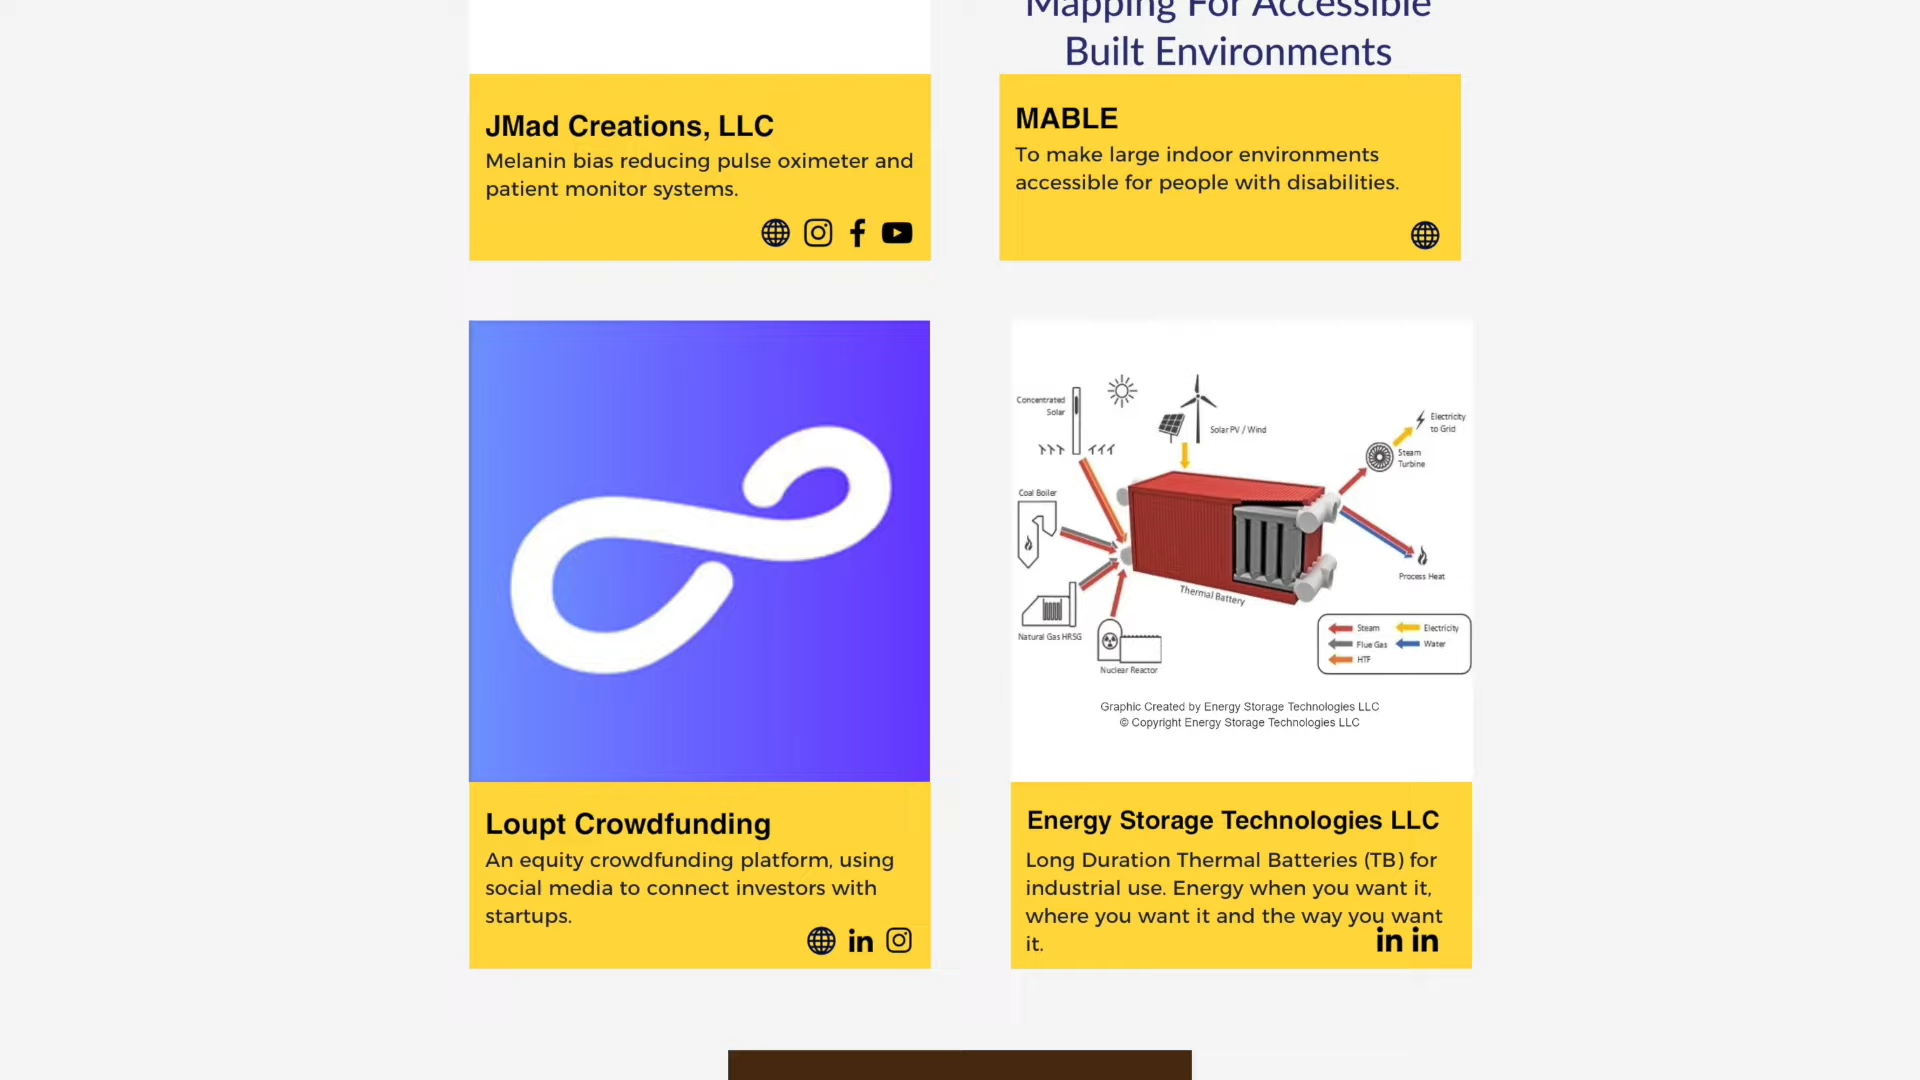 Mapping For Accessible
Built Environments
JMad Creations, LLC
Melanin bias reducing pulse oximeter and
patient monitor systems.
MABLE
To make large indoor environments
accessible for people with disabilities.
Concentrated
Solar
Solar PV / Wind
Electricity
to Grid
Steam
Turbine
Coal Boiler
Process Heat
Thermal Battery
Natural Gas HRSG
Nuclear Reactor
Steam
Electricity
Flue Gas
Water
HTF
Graphic Created by Energy Storage Technologies LLC
© Copyright Energy Storage Technologies LLC
Loupt Crowdfunding
An equity crowdfunding platform, using
social media to connect investors with
startups.
in
Energy Storage Technologies LLC
Long Duration Thermal Batteries (TB) for
industrial use. Energy when you want it,
where you want it and the way you want
it.
in in